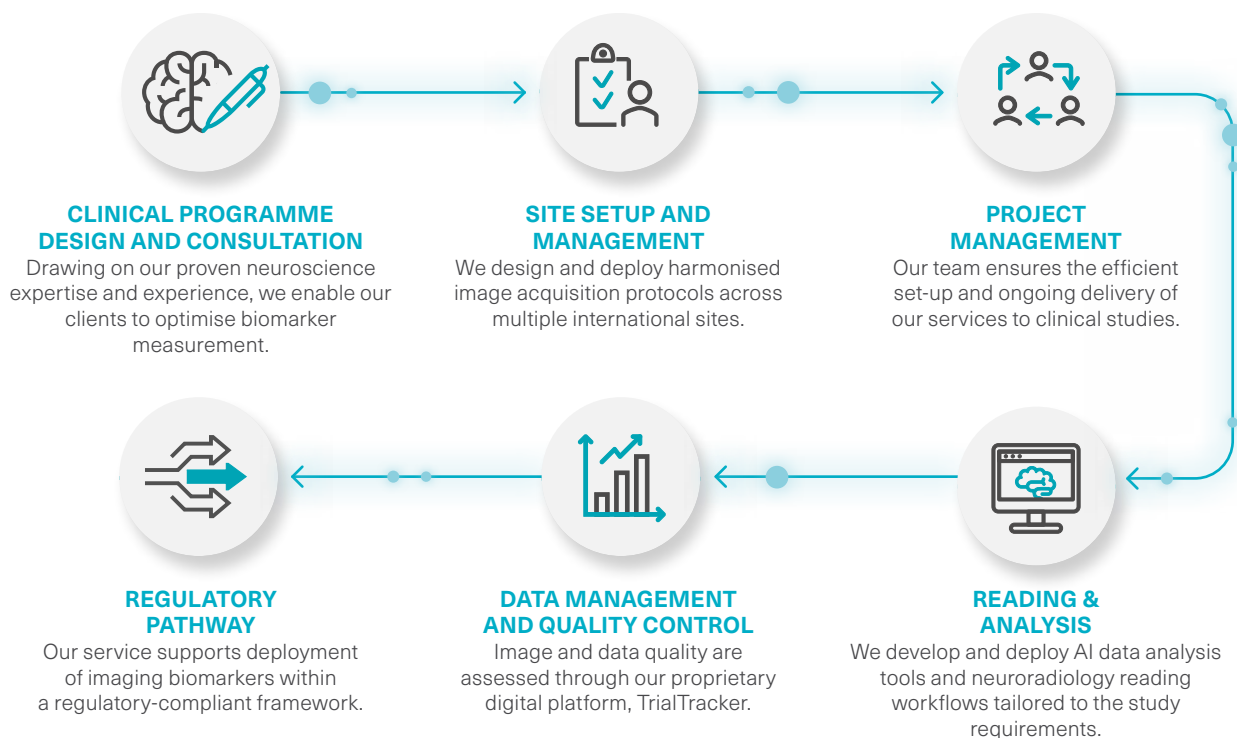 CLINICAL PROGRAMME
DESIGN AND CONSULTATION
Drawing on our proven neuroscience
expertise and experience, we enable our
clients to optimise biomarker
measurement.
SITE SETUP AND
MANAGEMENT
We design and deploy harmonised
image acquisition protocols across
multiple international sites.
PROJECT
MANAGEMENT
Our team ensures the efficient
set-up and ongoing delivery of
our services to clinical studies.
REGULATORY
PATHWAY
Our service supports deployment
of imaging biomarkers within
a regulatory-compliant framework.
DATA MANAGEMENT
AND QUALITY CONTROL
Image and data quality are
assessed through our proprietary
digital platform, TrialTracker.
READING &
ANALYSIS
We develop and deploy AI data analysis
tools and neuroradiology reading
workflows tailored to the study
requirements.